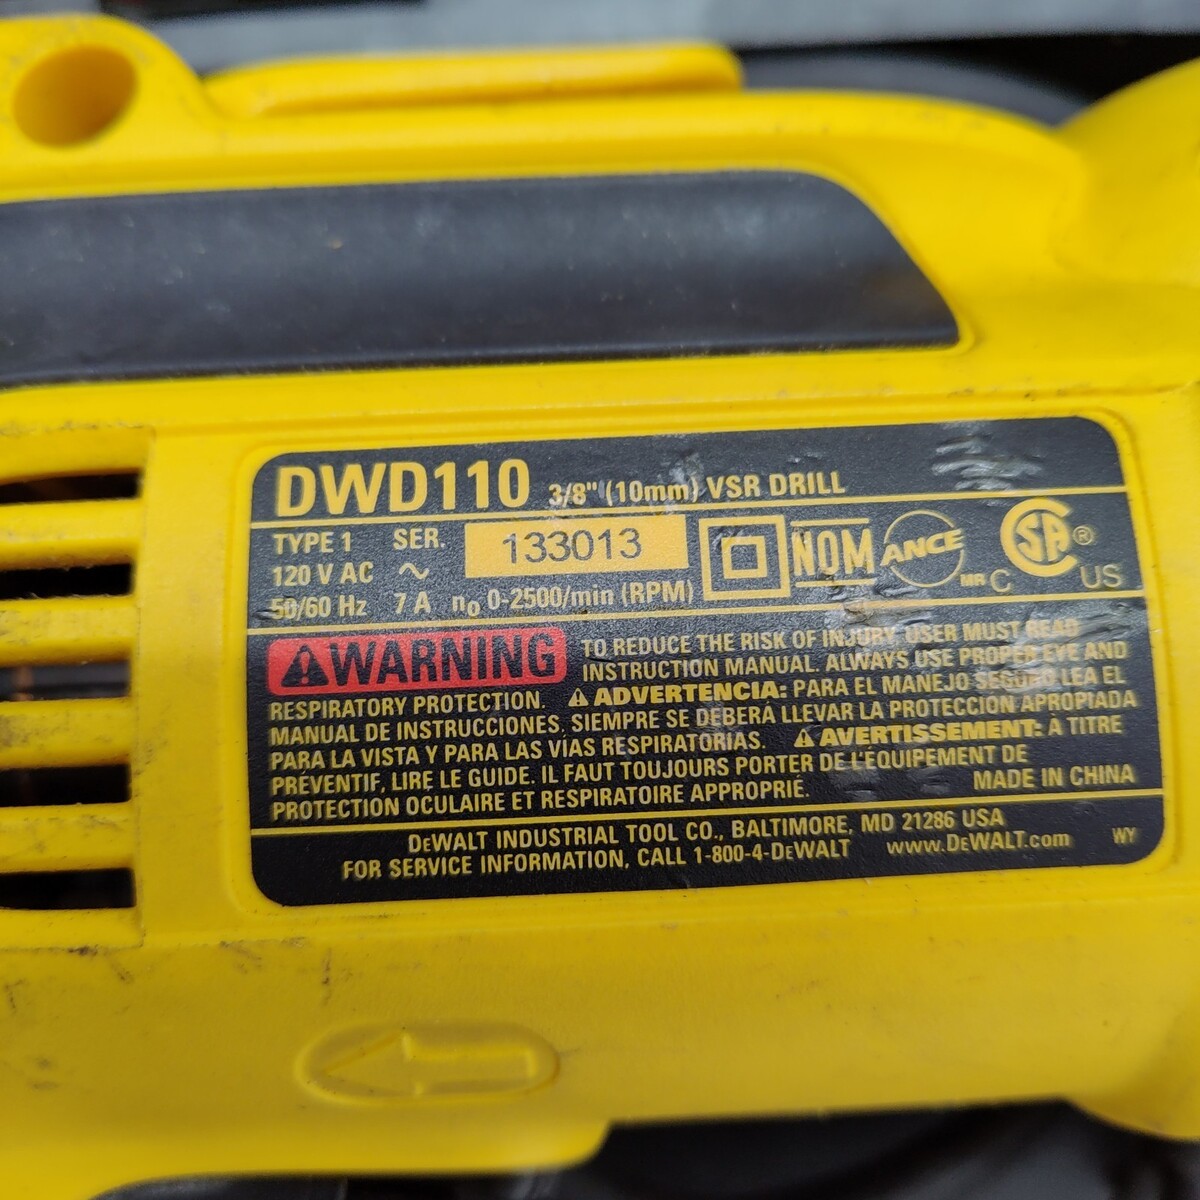 DWD110 3/8" (10mm) VSR DRILL
TYPE 1 SER. 133013
120 V AC ~
50/60 Hz 7 A n₀ 0-2500/min (RPM)
NOM ANCE MR C SA ® US
WARNING TO REDUCE THE RISK OF INJURY, USER MUST READ
INSTRUCTION MANUAL. ALWAYS USE PROPER EYE AND
RESPIRATORY PROTECTION. ADVERTENCIA: PARA EL MANEJO SEGURO LEA EL
MANUAL DE INSTRUCCIONES. SIEMPRE SE DEBERÁ LLEVAR LA PROTECCIÓN APROPIADA
PARA LA VISTA Y PARA LAS VÍAS RESPIRATORIAS. AVERTISSEMENT: À TITRE
PRÉVENTIF, LIRE LE GUIDE. IL FAUT TOUJOURS PORTER DE L'ÉQUIPEMENT DE
PROTECTION OCULAIRE ET RESPIRATOIRE APPROPRIÉ. MADE IN CHINA
DEWALT INDUSTRIAL TOOL CO., BALTIMORE, MD 21286 USA
FOR SERVICE INFORMATION, CALL 1-800-4-DEWALT www.DEWALT.com WY